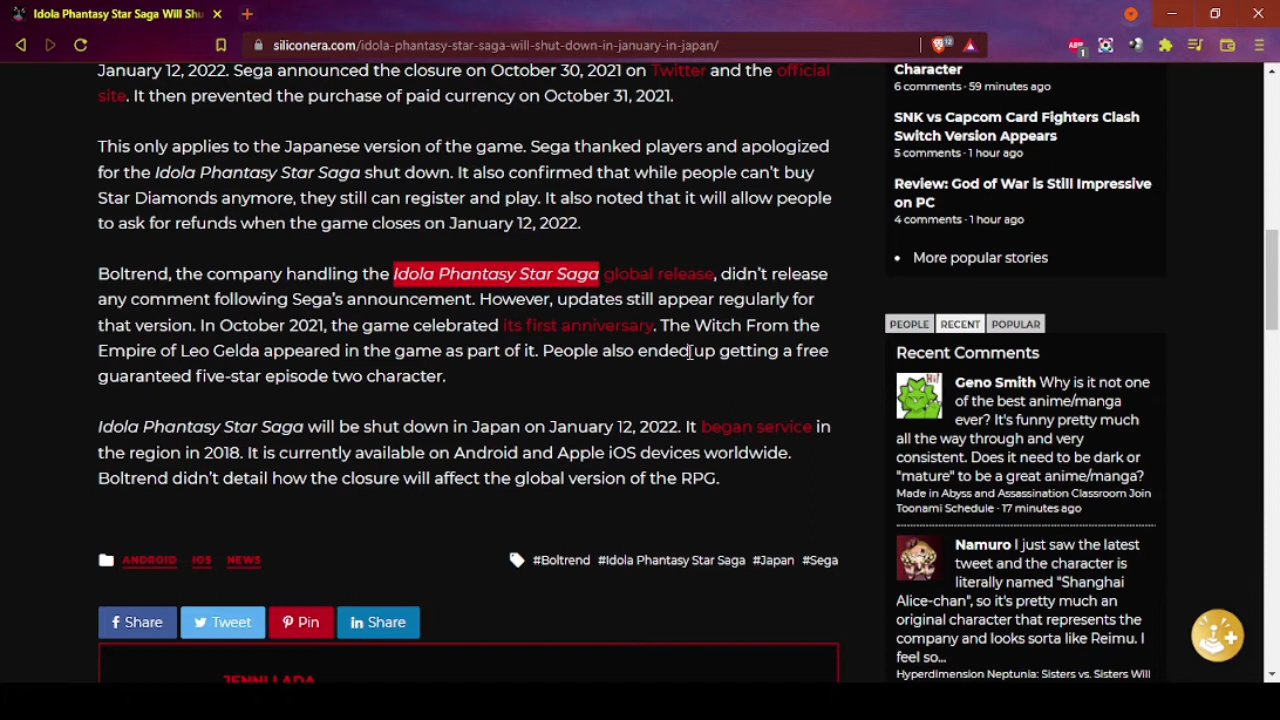 Idola Phantasy Star Saga Will Shu
siliconera.com/idola-phantasy-star-saga-will-shut-down-in-january-in-japan/
12
ABP
1
January 12, 2022. Sega announced the closure on October 30, 2021 on Twitter and the official
site. It then prevented the purchase of paid currency on October 31, 2021.
This only applies to the Japanese version of the game. Sega thanked players and apologized
for the Idola Phantasy Star Saga shut down. It also confirmed that while people can't buy
Star Diamonds anymore, they still can register and play. It also noted that it will allow people
to ask for refunds when the game closes on January 12, 2022.
Boltrend, the company handling the Idola Phantasy Star Saga global release, didn't release
any comment following Sega's announcement. However, updates still appear regularly for
that version. In October 2021, the game celebrated its first anniversary. The Witch From the
Empire of Leo Gelda appeared in the game as part of it. People also ended up getting a free
guaranteed five-star episode two character.
Idola Phantasy Star Saga will be shut down in Japan on January 12, 2022. It began service in
the region in 2018. It is currently available on Android and Apple iOS devices worldwide.
Boltrend didn't detail how the closure will affect the global version of the RPG.
ANDROID IOS NEWS
#Boltrend #Idola Phantasy Star Saga #Japan #Sega
Share Tweet Pin Share
JENNI LADA
Character
6 comments · 59 minutes ago
SNK vs Capcom Card Fighters Clash
Switch Version Appears
5 comments · 1 hour ago
Review: God of War is Still Impressive
on PC
4 comments · 1 hour ago
• More popular stories
PEOPLE RECENT POPULAR
Recent Comments
Hi!
Geno Smith Why is it not one
of the best anime/manga
ever? It's funny pretty much
all the way through and very
consistent. Does it need to be dark or
"mature" to be a great anime/manga?
Made in Abyss and Assassination Classroom Join
Toonami Schedule · 17 minutes ago
Namuro I just saw the latest
tweet and the character is
literally named "Shanghai
Alice-chan", so it's pretty much an
original character that represents the
company and looks sorta like Reimu. I
feel so...
Hyperdimension Neptunia: Sisters vs. Sisters Will